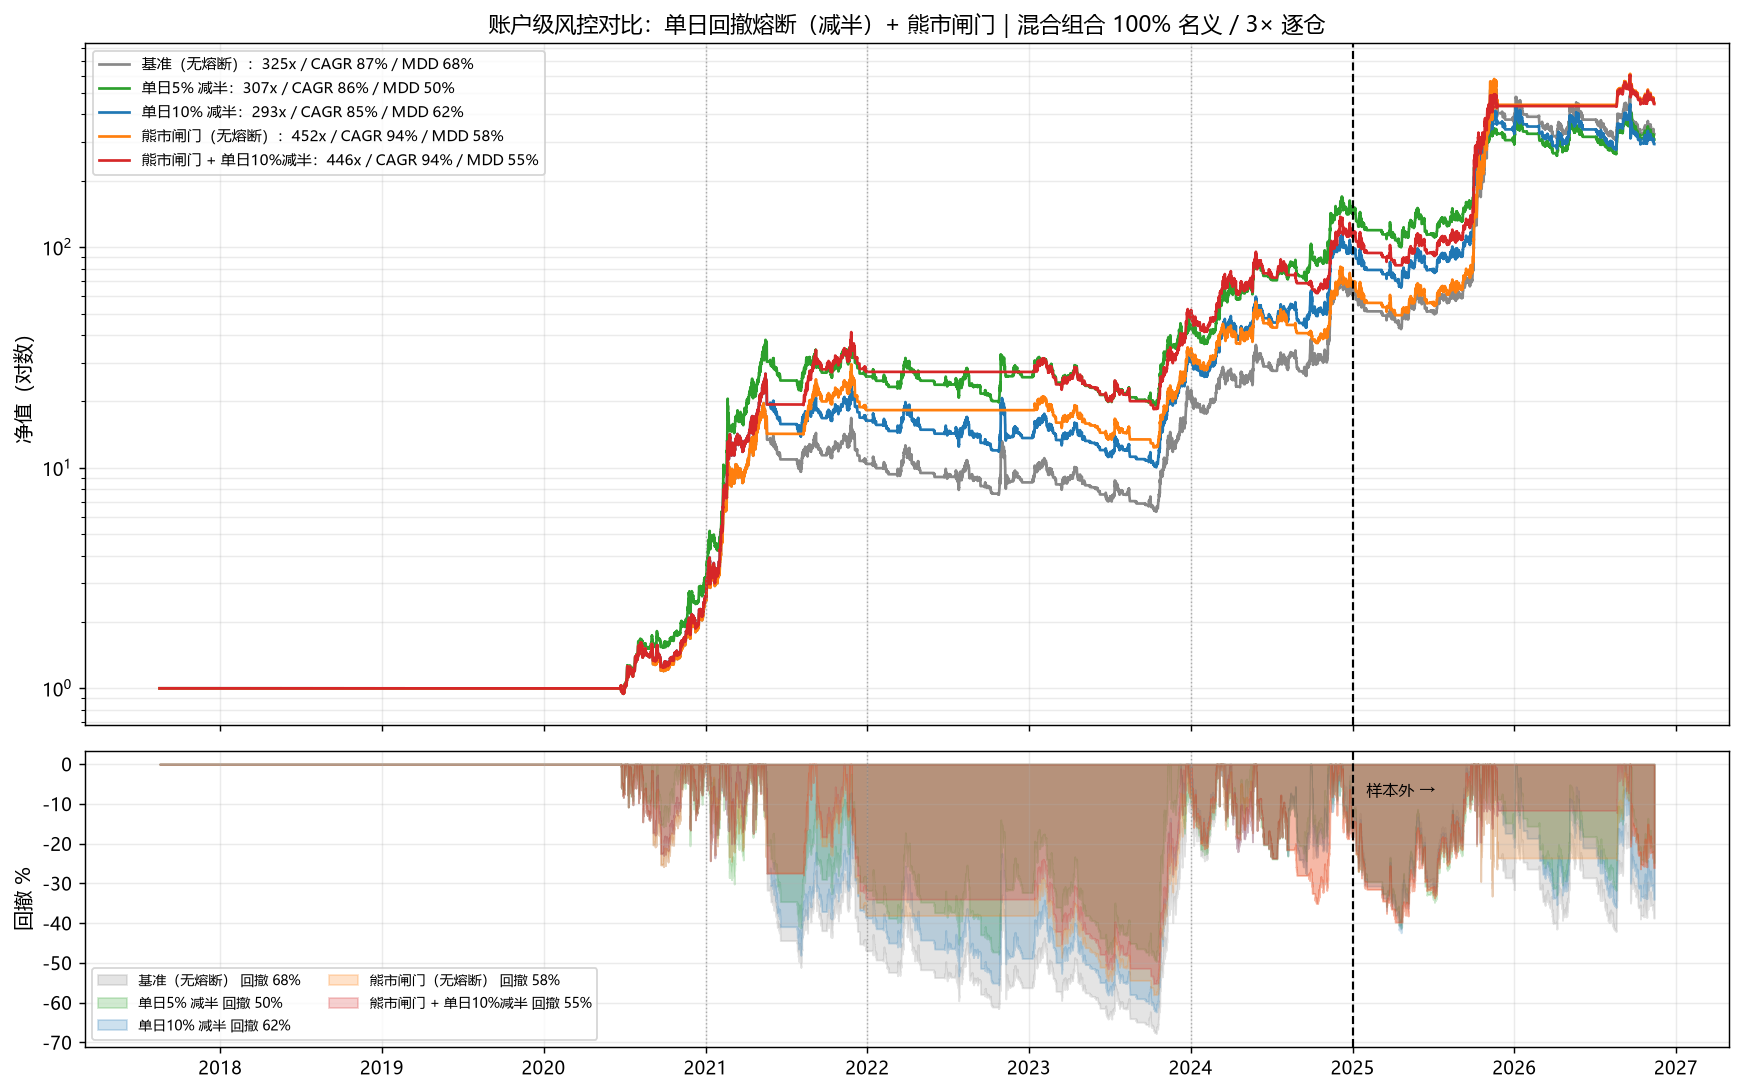 账户级风控对比：单日回撤熔断（减半）+ 熊市闸门 | 混合组合 100% 名义 / 3× 逐仓
基准（无熔断）：325x / CAGR 87% / MDD 68%
单日5% 减半：307x / CAGR 86% / MDD 50%
单日10% 减半：293x / CAGR 85% / MDD 62%
熊市闸门（无熔断）：452x / CAGR 94% / MDD 58%
熊市闸门 + 单日10%减半：446x / CAGR 94% / MDD 55%
净值（对数）
10²
10¹
10⁰
样本外 →
回撤 %
0
-10
-20
-30
-40
-50
-60
-70
基准（无熔断） 回撤 68%
单日5% 减半 回撤 50%
单日10% 减半 回撤 62%
熊市闸门（无熔断） 回撤 58%
熊市闸门 + 单日10%减半 回撤 55%
2018 2019 2020 2021 2022 2023 2024 2025 2026 2027